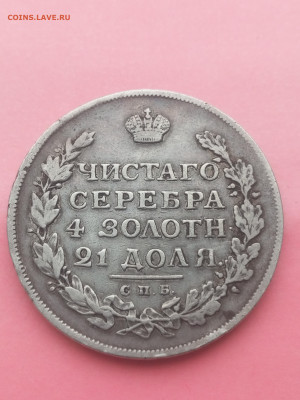 COINS.LAVE.RU
ЧИСТАГО
СЕРЕБРА
4 ЗОЛОТН
21 ДОЛЯ.
С.П.Б.